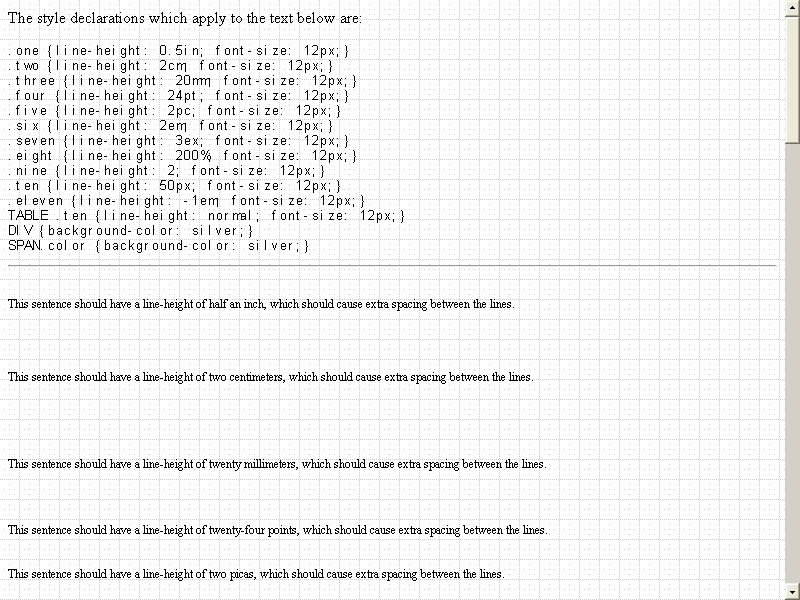 The style declarations which apply to the text below are:
.one {line-height: 0.5in; font-size: 12px;}
.two {line-height: 2cm; font-size: 12px;}
.three {line-height: 20mm; font-size: 12px;}
.four {line-height: 24pt; font-size: 12px;}
.five {line-height: 2pc; font-size: 12px;}
.six {line-height: 2em; font-size: 12px;}
.seven {line-height: 3ex; font-size: 12px;}
.eight {line-height: 200%; font-size: 12px;}
.nine {line-height: 2; font-size: 12px;}
.ten {line-height: 50px; font-size: 12px;}
.eleven {line-height: -1em; font-size: 12px;}
TABLE .ten {line-height: normal; font-size: 12px;}
DIV {background-color: silver;}
SPAN.color {background-color: silver;}
This sentence should have a line-height of half an inch, which should cause extra spacing between the lines.
This sentence should have a line-height of two centimeters, which should cause extra spacing between the lines.
This sentence should have a line-height of twenty millimeters, which should cause extra spacing between the lines.
This sentence should have a line-height of twenty-four points, which should cause extra spacing between the lines.
This sentence should have a line-height of two picas, which should cause extra spacing between the lines.